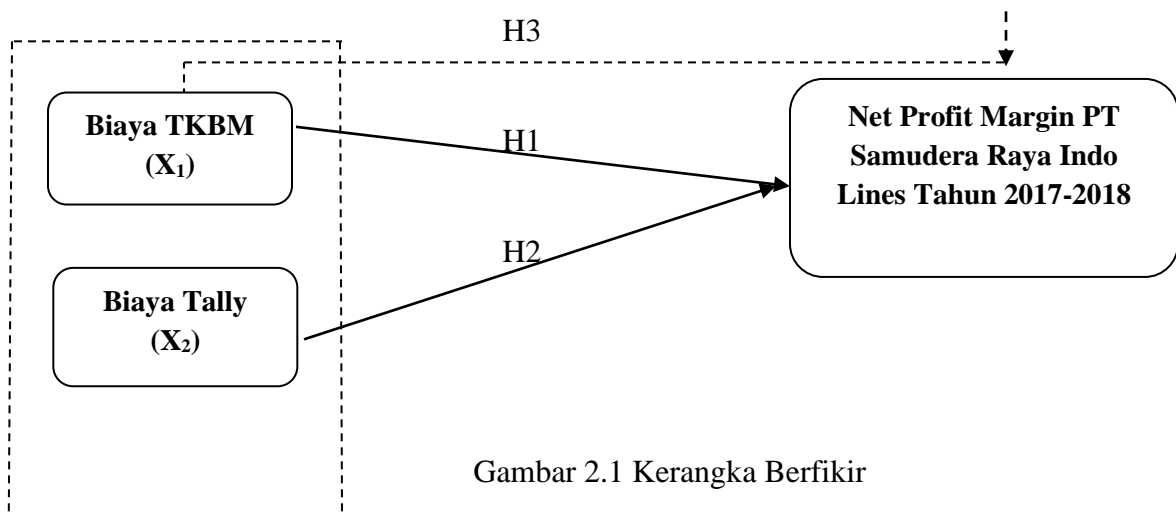 H3
Biaya TKBM
(X₁)
H1
Net Profit Margin PT
Samudera Raya Indo
Lines Tahun 2017-2018
H2
Biaya Tally
(X₂)
Gambar 2.1 Kerangka Berfikir